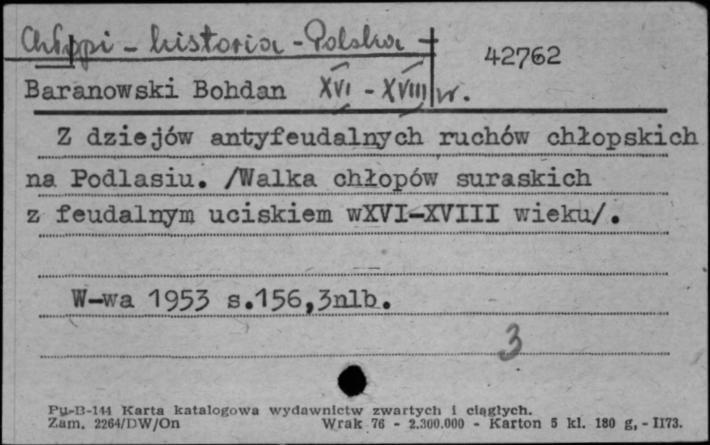 Chłopi - historia - Polska -
42762
Baranowski Bohdan XVI - XVIII w.
Z dziejów antyfeudalnych ruchów chłopskich
na Podlasiu. /Walka chłopów suraskich
z feudalnym uciskiem wXVI-XVIII wieku/.
W-wa 1953 s.156,3nlb.
3
Pu-B-144 Karta katalogowa wydawnictw zwartych i ciągłych.
Zam. 2264/DW/On Wrak 76 - 2.300.000 - Karton 5 kl. 180 g, - II73.